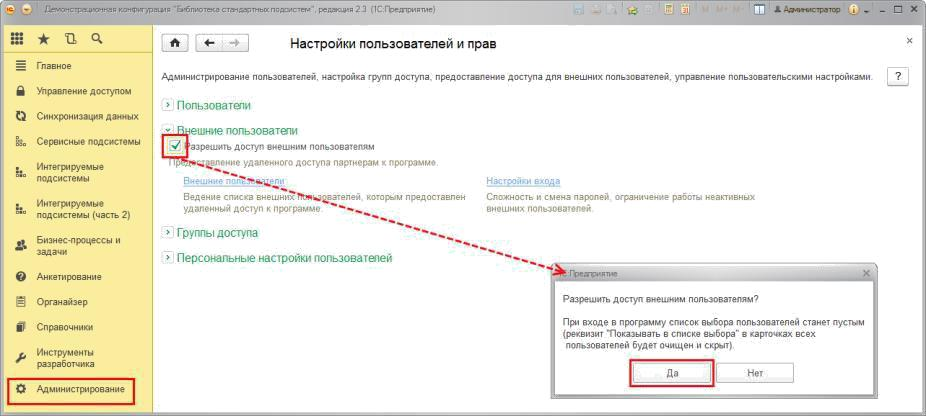 Демонстрационная конфигурация "Библиотека стандартных подсистем", редакция 2.3 (1С:Предприятие)
M M+ M-
Администратор
Настройки пользователей и прав
Администрирование пользователей, настройка групп доступа, предоставление доступа для внешних пользователей, управление пользовательскими настройками.
?
Главное
Управление доступом
Синхронизация данных
Сервисные подсистемы
Интегрируемые
подсистемы
Интегрируемые
подсистемы (часть 2)
Бизнес-процессы и
задачи
Анкетирование
Органайзер
Справочники
Инструменты
разработчика
Администрирование
Пользователи
Внешние пользователи
Разрешить доступ внешним пользователям
Предоставление удаленного доступа партнерам к программе.
Внешние пользователи
Ведение списка внешних пользователей, которым предоставлен
удаленный доступ к программе.
Настройки входа
Сложность и смена паролей, ограничение работы неактивных
внешних пользователей.
Группы доступа
Персональные настройки пользователей
1С:Предприятие
Разрешить доступ внешним пользователям?
При входе в программу список выбора пользователей станет пустым
(реквизит "Показывать в списке выбора" в карточках всех
пользователей будет очищен и скрыт).
Да
Нет